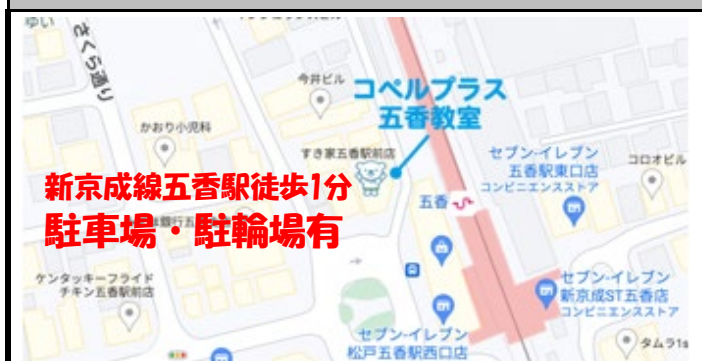 さくら通り
今井ビル
コペルプラス
五香教室
かおり小児科
すき家五香駅前店
セブン-イレブン
五香駅東口店
コンビニエンスストア
コロオビル
新京成線五香駅徒歩1分
五香
駐車場・駐輪場有
ケンタッキーフライド
チキン五香駅前店
セブン-イレブン
新京成ST五香店
コンビニエンスストア
セブン-イレブン
松戸五香駅西口店
タムラ1s